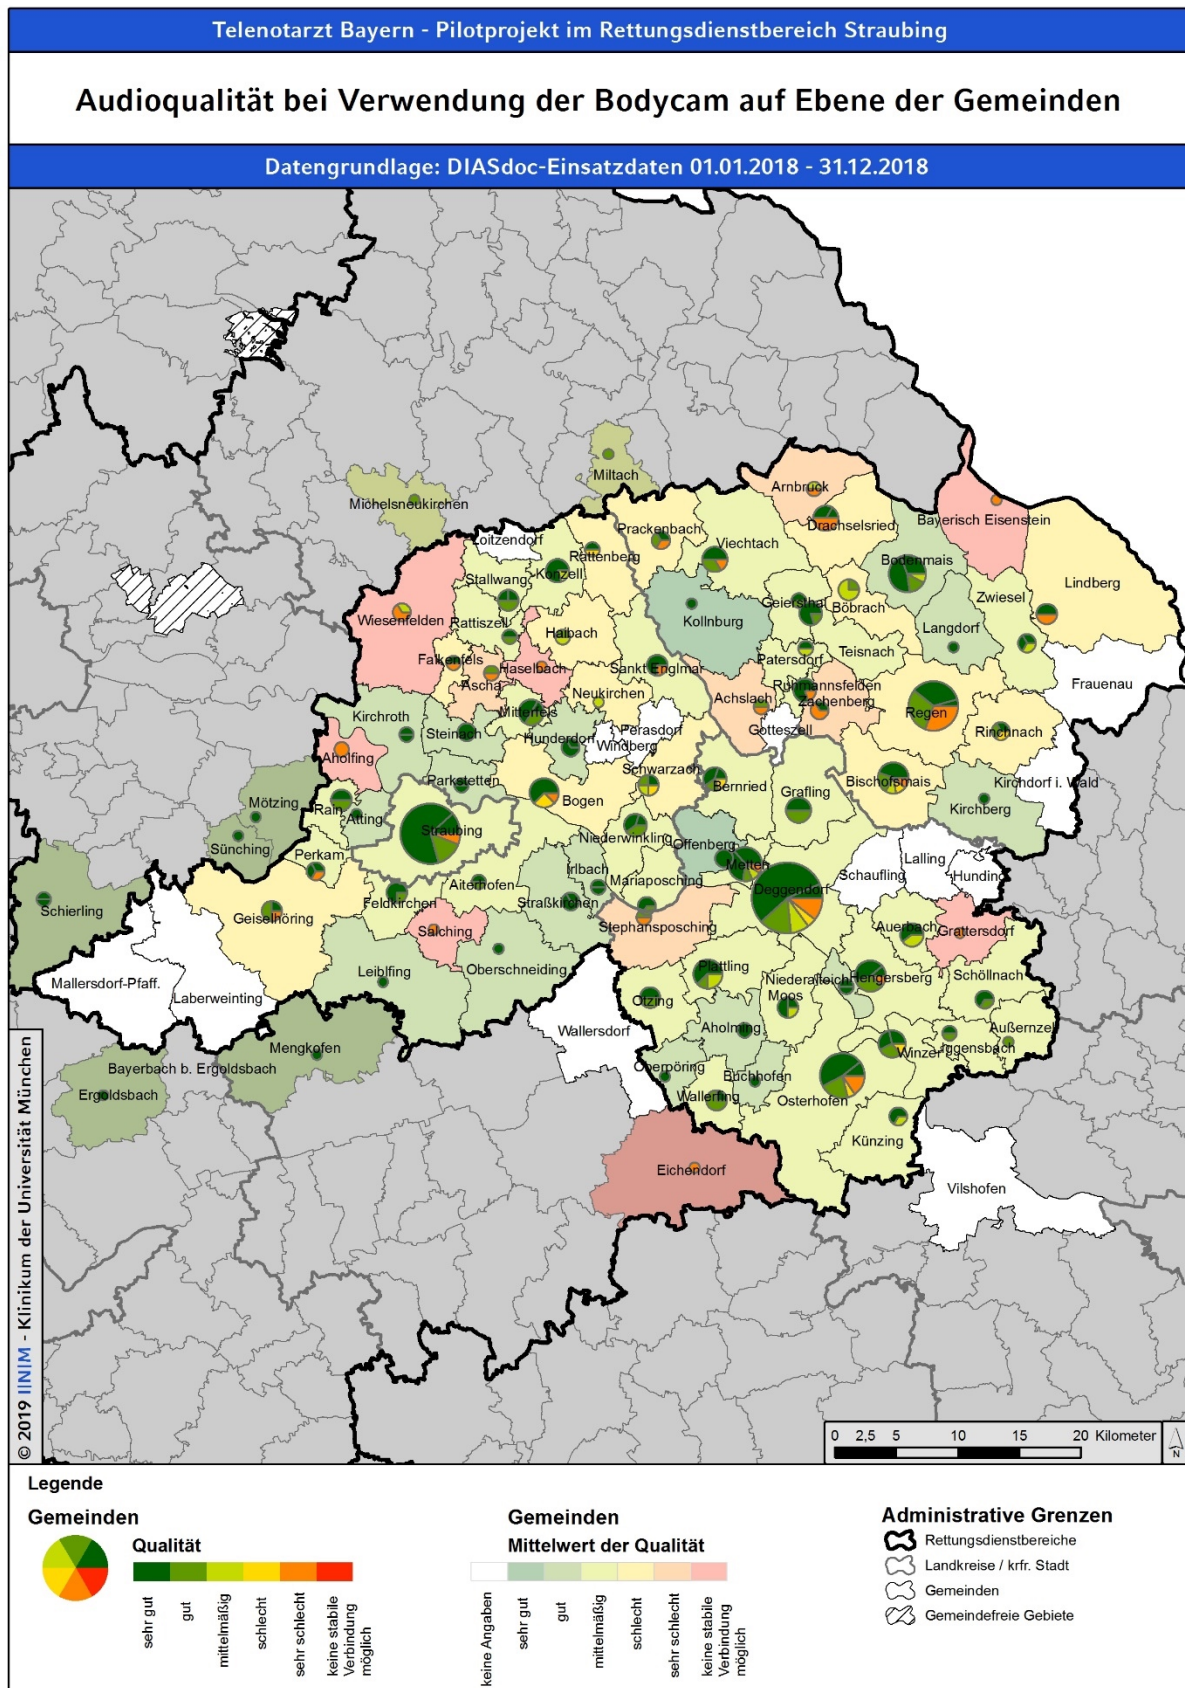 Telenotarzt Bayern - Pilotprojekt im Rettungsdienstbereich Straubing
Audioqualität bei Verwendung der Bodycam auf Ebene der Gemeinden
Datengrundlage: DIASdoc-Einsatzdaten 01.01.2018 - 31.12.2018
Miltach
Michelsneukirchen
Arnbruck
Drachselsried
Bayerisch Eisenstein
Loitzendorf
Rattenberg
Prackenbach
Viechtach
Bodenmais
Konzell
Stallwang
Lindberg
Zwiesel
Wiesenfelden
Rattiszell
Kollnburg
Geiersthal
Böbrach
Langdorf
Haibach
Falkenfels
Haselbach
Sankt Englmar
Patersdorf
Teisnach
Ascha
Ruhmannsfelden
Frauenau
Neukirchen
Achslach
Zachenberg
Regen
Kirchroth
Mitterfels
Steinach
Hunderdorf
Perasdorf
Windberg
Gotteszell
Rinchnach
Aholfing
Schwarzach
Parkstetten
Bogen
Bernried
Grafling
Bischofsmais
Kirchdorf i. Wald
Kirchberg
Mötzing
Rain
Atting
Straubing
Sünching
Niederwinkling
Offenberg
Metten
Perkam
Irlbach
Mariaposching
Deggendorf
Schaufling
Lalling
Hunding
Aiterhofen
Schierling
Geiselhöring
Feldkirchen
Straßkirchen
Stephansposching
Salching
Auerbach
Grattersdorf
Oberschneiding
Leiblfing
Plattling
Niederalteich
Hengersberg
Schöllnach
Mallersdorf-Pfaff.
Laberweinting
Otzing
Moos
Wallersdorf
Aholming
Außernzell
Winzer
ggensbach
Mengkofen
Bayerbach b. Ergoldsbach
Ergoldsbach
Oberpöring
Buchhofen
Wallerfing
Osterhofen
Künzing
Eichendorf
Vilshofen
© 2019 INM - Klinikum der Universität München
0 2,5 5 10 15 20 Kilometer
N
Legende
Gemeinden
Qualität
sehr gut
gut
mittelmäßig
schlecht
sehr schlecht
keine stabile
Verbindung
möglich
Gemeinden
Mittelwert der Qualität
keine Angaben
sehr gut
gut
mittelmäßig
schlecht
sehr schlecht
keine stabile
Verbindung
möglich
Administrative Grenzen
Rettungsdienstbereiche
Landkreise / krfr. Stadt
Gemeinden
Gemeindefreie Gebiete